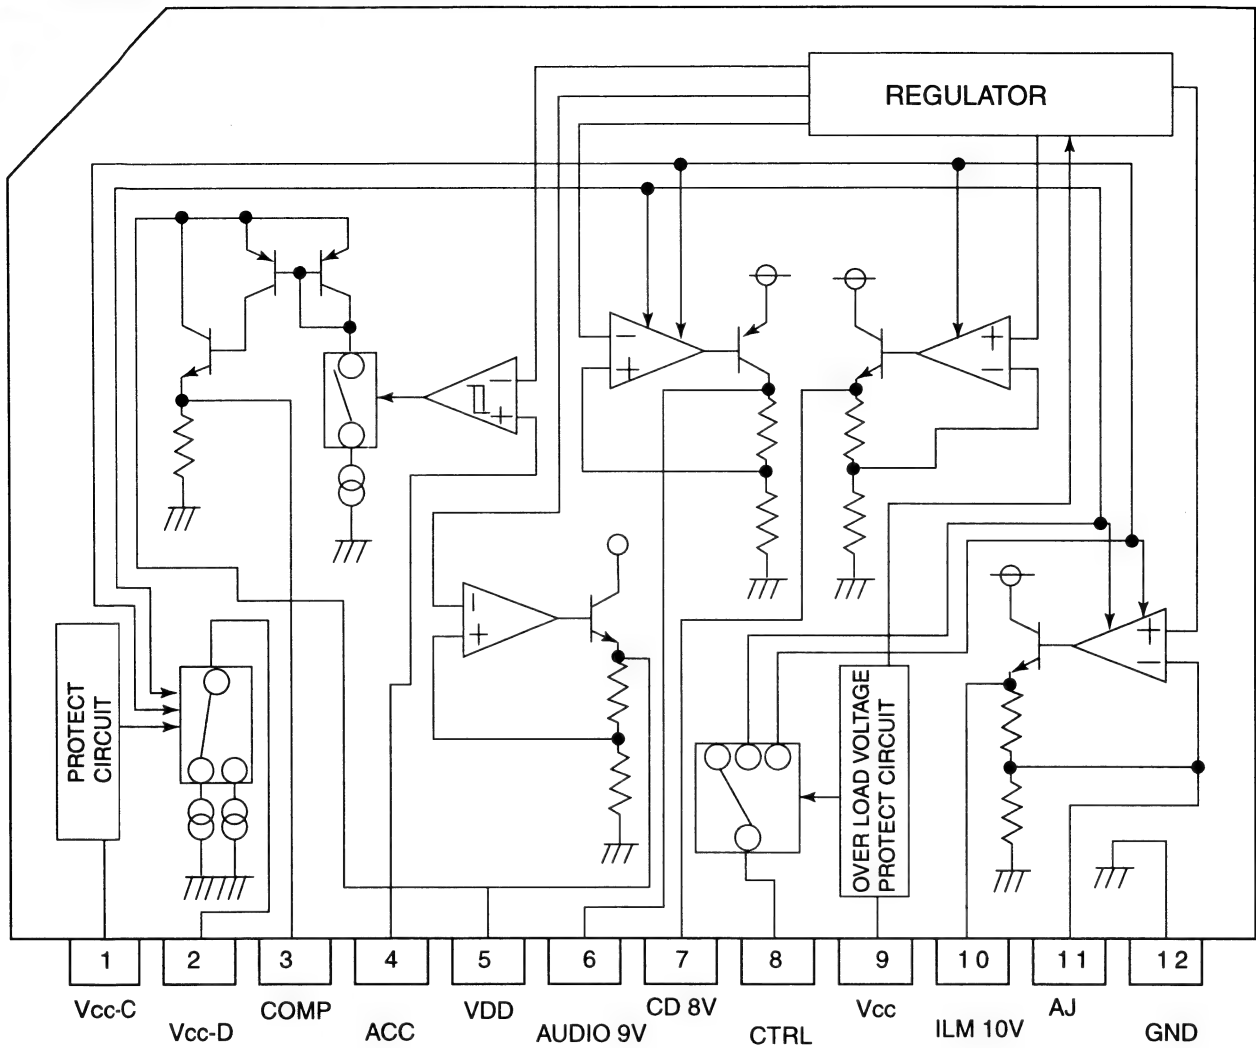 REGULATOR
−
+
+
−
−
+
−
+
+
−
PROTECT
CIRCUIT
OVER LOAD VOLTAGE
PROTECT CIRCUIT
1 2 3 4 5 6 7 8 9 10 11 12
Vcc-C
Vcc-D
COMP
ACC
VDD
AUDIO 9V
CD 8V
CTRL
Vcc
ILM 10V
AJ
GND